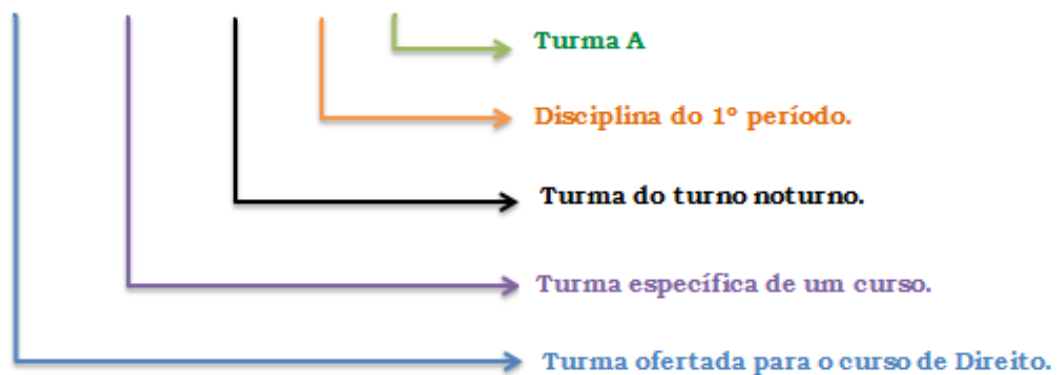 Turma A
Disciplina do 1º período.
Turma do turno noturno.
Turma específica de um curso.
Turma ofertada para o curso de Direito.